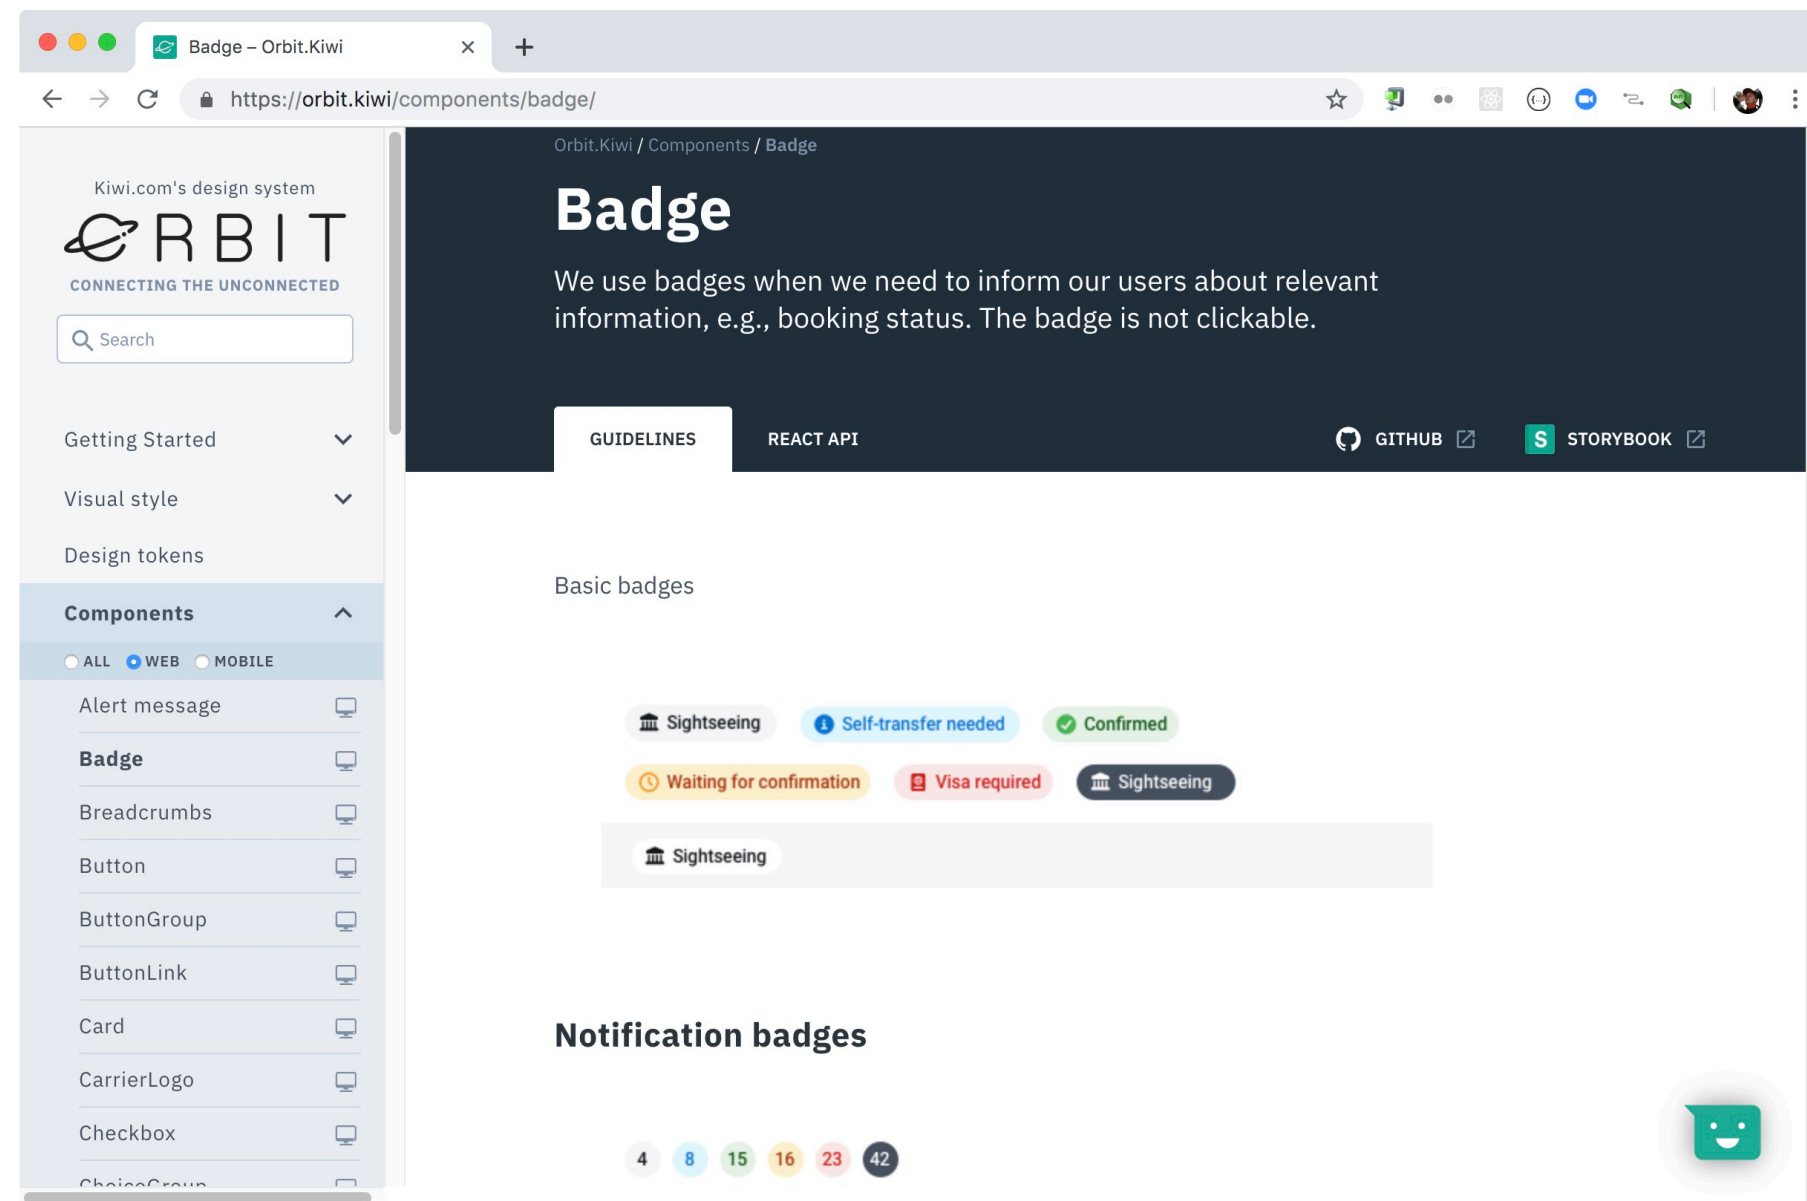 Badge – Orbit.Kiwi
https://orbit.kiwi/components/badge/
Kiwi.com's design system
ORBIT
CONNECTING THE UNCONNECTED
Search
Getting Started
Visual style
Design tokens
Components
ALL WEB MOBILE
Alert message
Badge
Breadcrumbs
Button
ButtonGroup
ButtonLink
Card
CarrierLogo
Checkbox
ChoiceGroup
Orbit.Kiwi / Components / Badge
Badge
We use badges when we need to inform our users about relevant
information, e.g., booking status. The badge is not clickable.
GUIDELINES REACT API GITHUB S STORYBOOK
Basic badges
Sightseeing Self-transfer needed Confirmed
Waiting for confirmation Visa required Sightseeing
Sightseeing
Notification badges
4 8 15 16 23 42